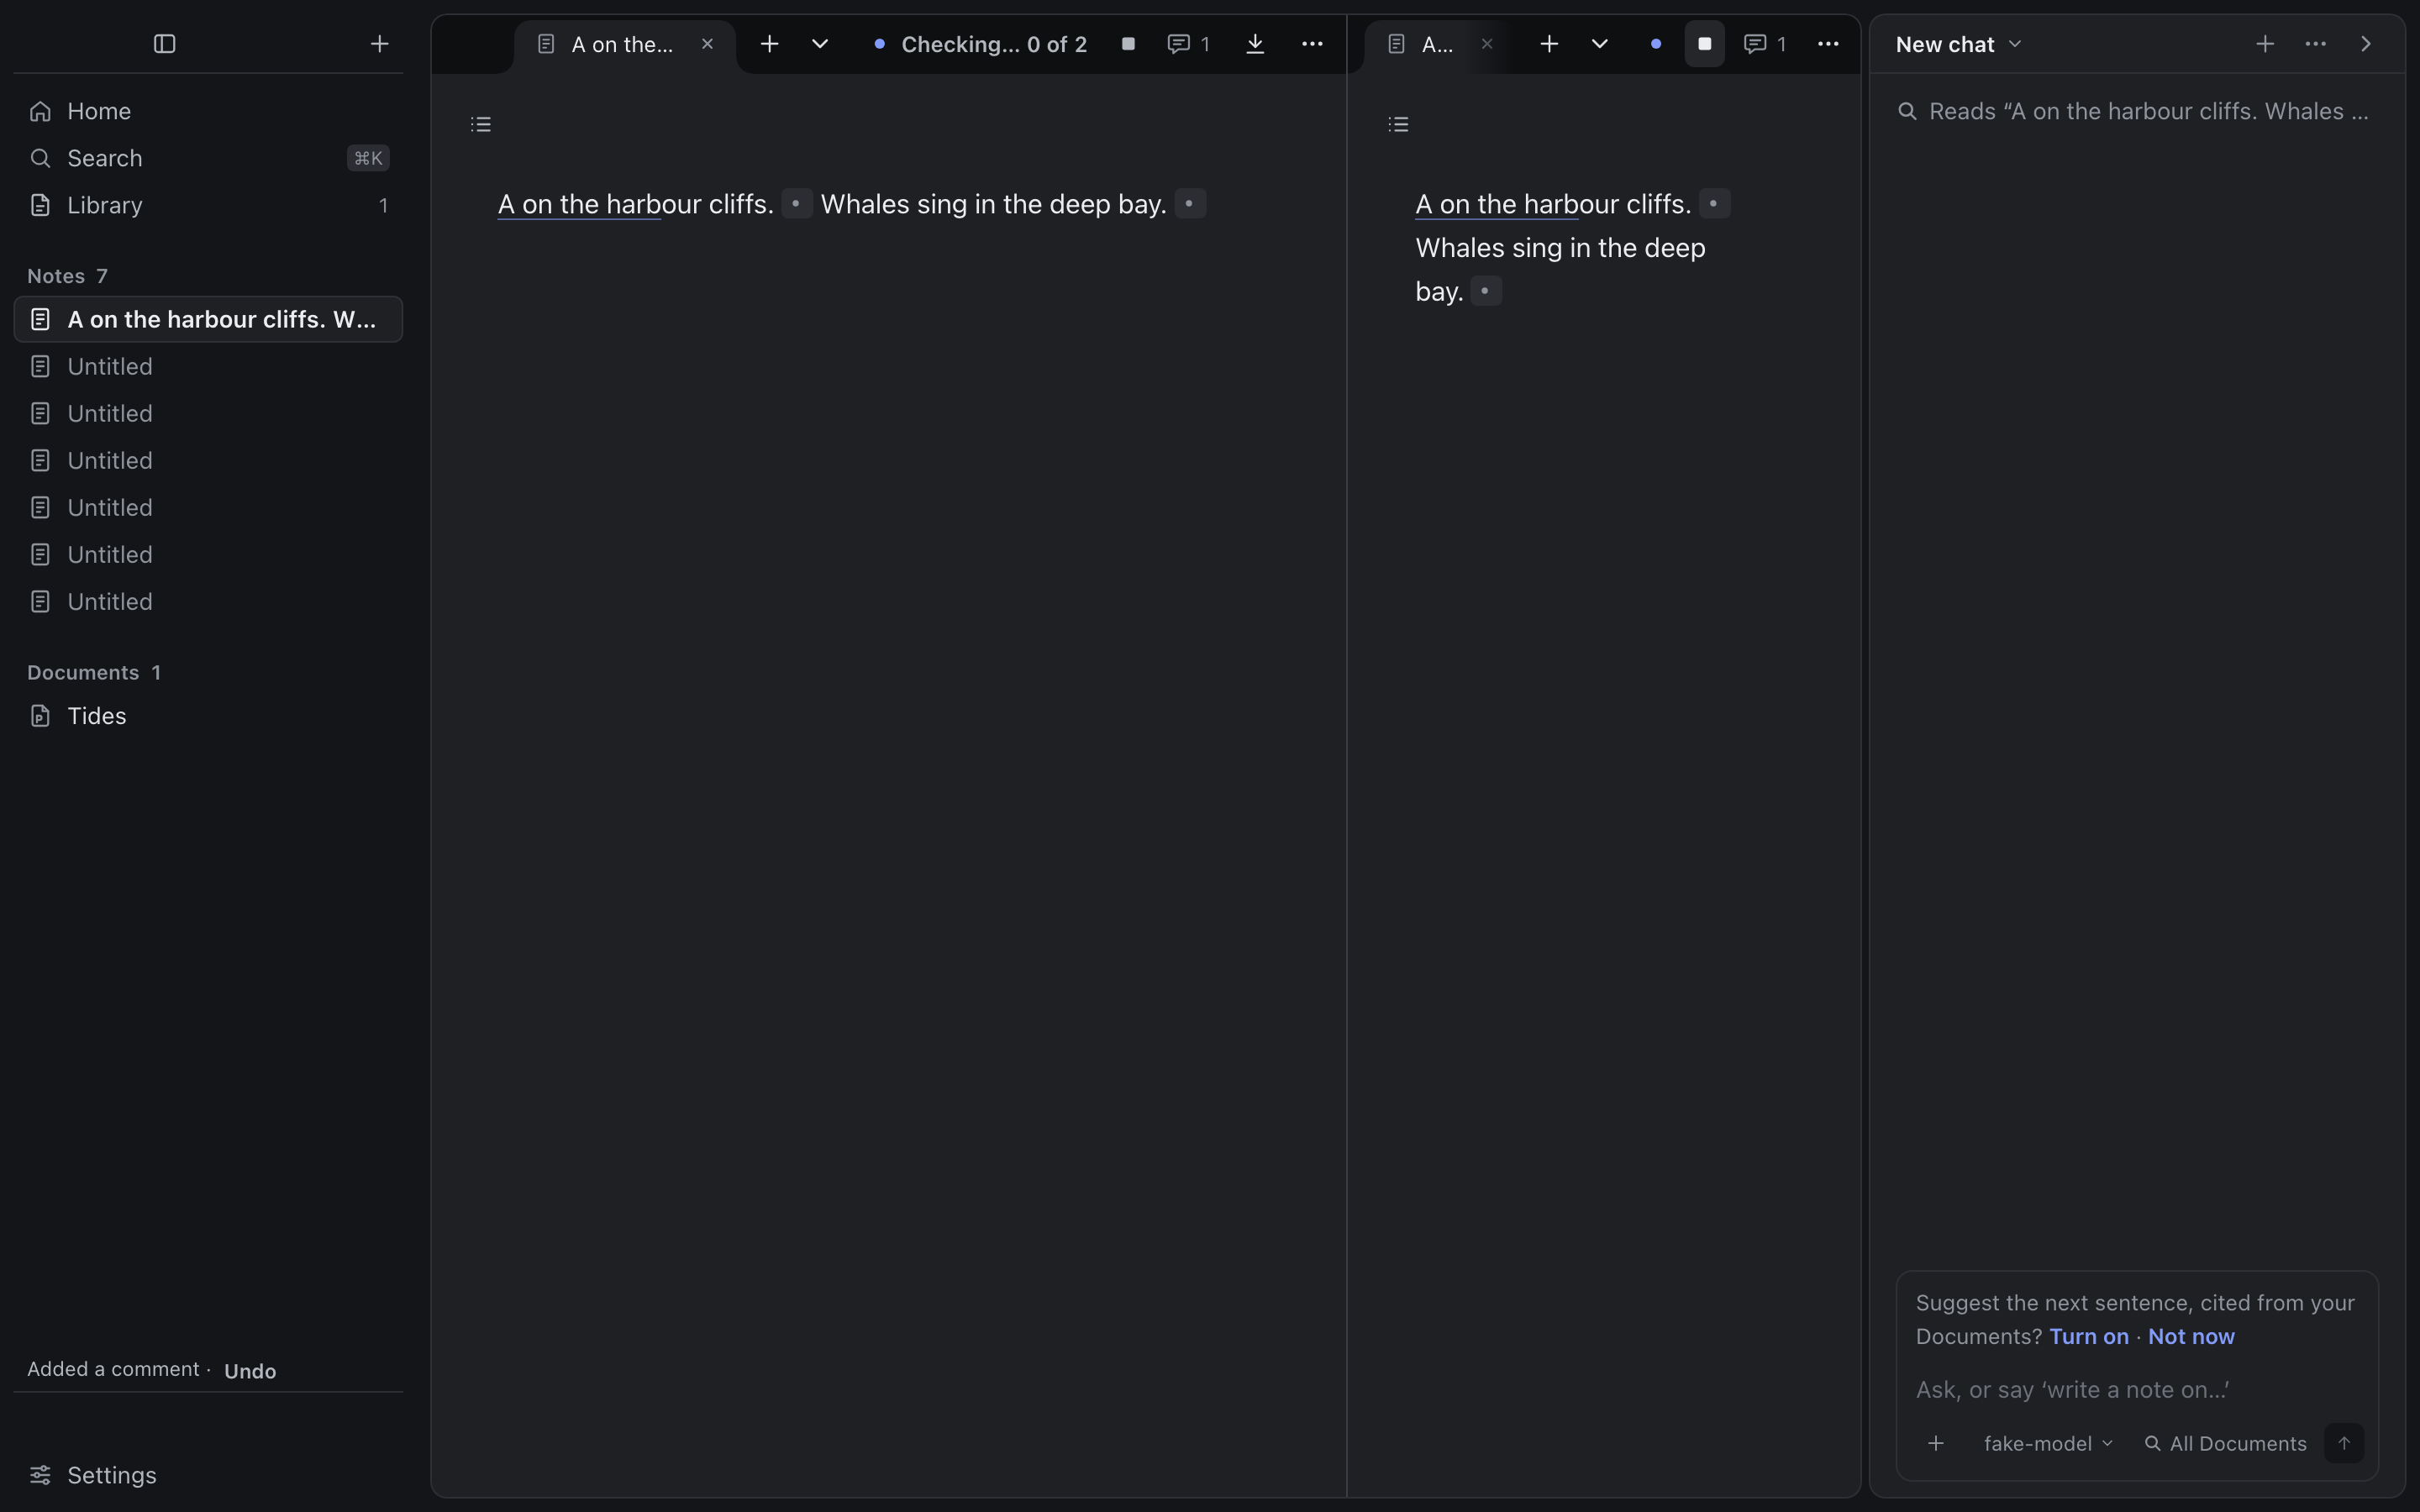 Home
Search ⌘K
Library 1
Notes 7
A on the harbour cliffs. W...
Untitled
Untitled
Untitled
Untitled
Untitled
Untitled
Documents 1
Tides
Added a comment · Undo
Settings
A on the...
Checking... 0 of 2
1
A on the harbour cliffs. • Whales sing in the deep bay. •
A...
1
A on the harbour cliffs. •
Whales sing in the deep
bay. •
New chat
Reads “A on the harbour cliffs. Whales ...
Suggest the next sentence, cited from your
Documents? Turn on · Not now
Ask, or say ‘write a note on...’
fake-model
All Documents